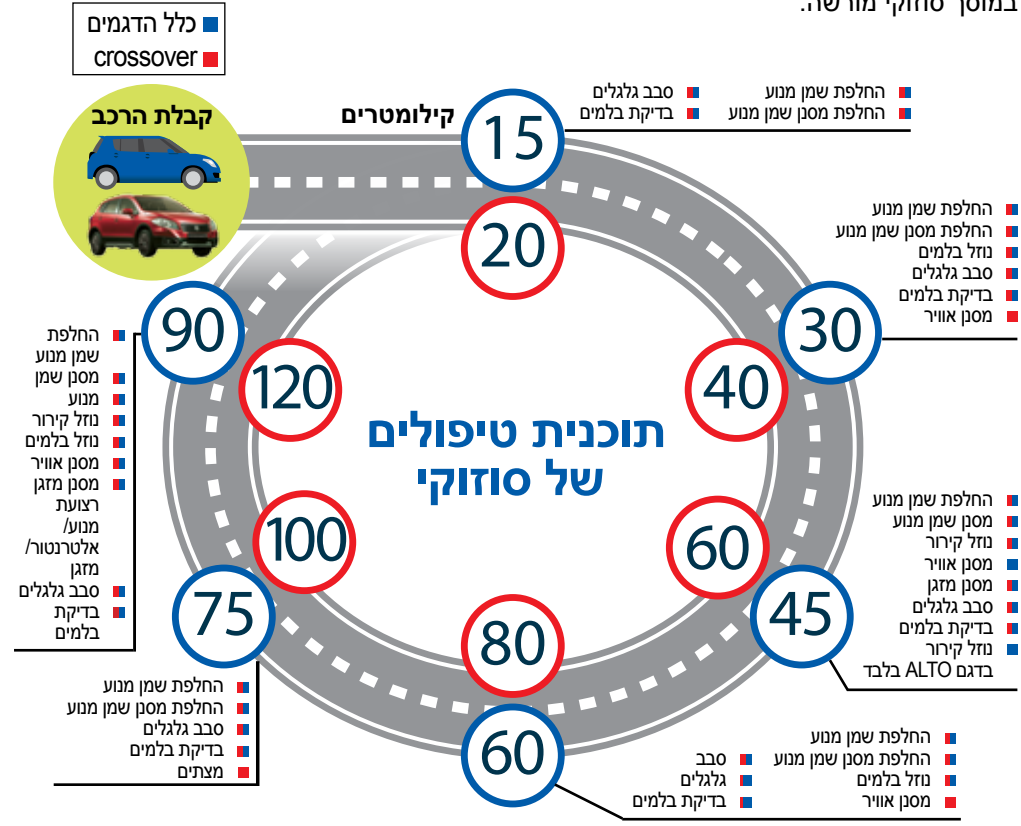 במוסך סוזוקי מורשה.
כלל הדגמים
crossover
קבלת הרכב
קילומטרים
15
החלפת שמן מנוע
החלפת מסנן שמן מנוע
סבב גלגלים
בדיקת בלמים
20
30
החלפת שמן מנוע
החלפת מסנן שמן מנוע
נוזל בלמים
סבב גלגלים
בדיקת בלמים
מסנן אוויר
40
תוכנית טיפולים
של סוזוקי
45
החלפת שמן מנוע
מסנן שמן מנוע
נוזל קירור
מסנן אוויר
מסנן מזגן
סבב גלגלים
בדיקת בלמים
נוזל קירור
בדגם ALTO בלבד
60
60
החלפת שמן מנוע
החלפת מסנן שמן מנוע
נוזל בלמים
מסנן אוויר
סבב
גלגלים
בדיקת בלמים
80
75
החלפת שמן מנוע
החלפת מסנן שמן מנוע
סבב גלגלים
בדיקת בלמים
מצתים
100
90
החלפת
שמן מנוע
מסנן שמן
מנוע
נוזל קירור
נוזל בלמים
מסנן אוויר
מסנן מזגן
רצועת
מנוע/
אלטרנטור/
מזגן
סבב גלגלים
בדיקת
בלמים
120